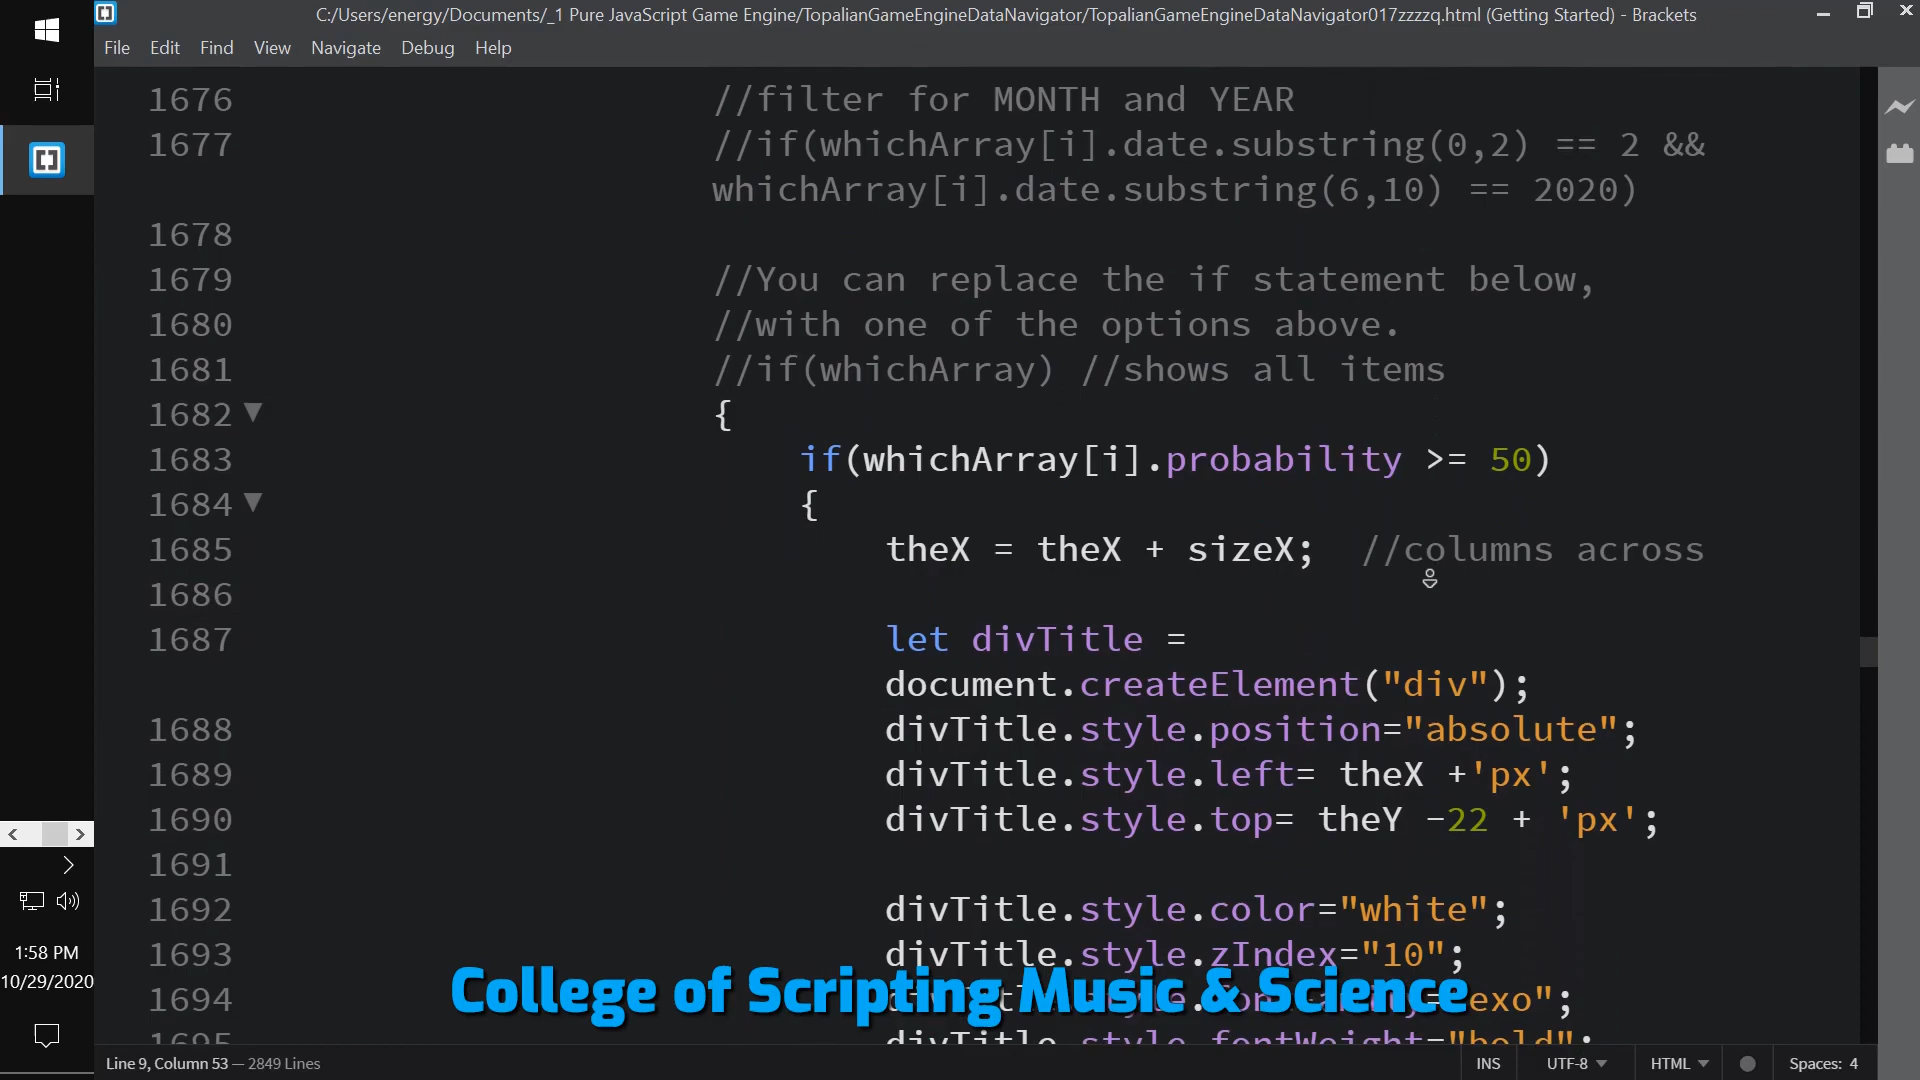 C:/Users/energy/Documents/_1 Pure JavaScript Game Engine/TopalianGameEngineDataNavigator/TopalianGameEngineDataNavigator017zzzzq.html (Getting Started) - Brackets
File Edit Find View Navigate Debug Help
1676 //filter for MONTH and YEAR
1677 //if(whichArray[i].date.substring(0,2) == 2 &&
whichArray[i].date.substring(6,10) == 2020)
1678
1679 //You can replace the if statement below,
1680 //with one of the options above.
1681 //if(whichArray) //shows all items
1682 {
1683 if(whichArray[i].probability >= 50)
1684 {
1685 theX = theX + sizeX; //columns across
1686
1687 let divTitle =
document.createElement("div");
1688 divTitle.style.position="absolute";
1689 divTitle.style.left= theX +'px';
1690 divTitle.style.top= theY -22 + 'px';
1691
1692 divTitle.style.color="white";
1693 divTitle.style.zIndex="10";
1694 exo";
College of Scripting Music & Science
1695 divTitle.style.fontWeight="bold";
1:58 PM
10/29/2020
Line 9, Column 53 — 2849 Lines
INS UTF-8 HTML Spaces: 4